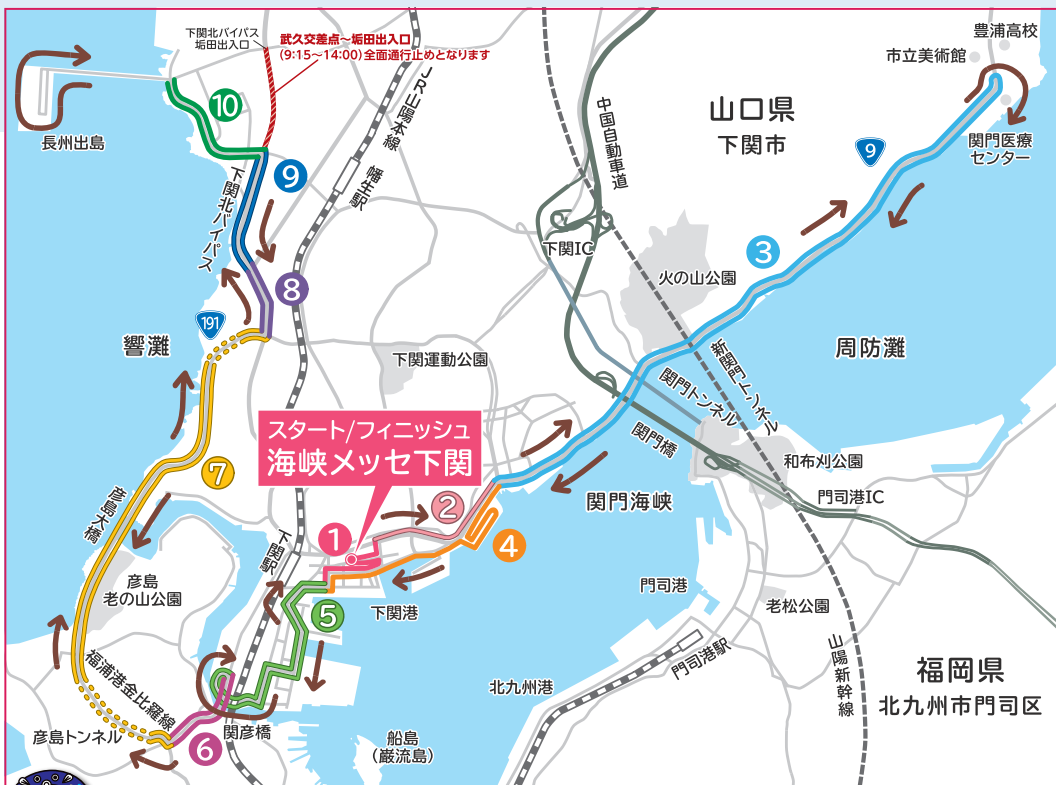 下関北バイパス
垢田出入口
武久交差点~垢田出入口
(9:15~14:00)全面通行止めとなります
豊浦高校
市立美術館
関門医療
センター
長州出島
10
9
下関北バイパス
JR山陽本線
幡生駅
中国自動車道
山口県
下関市
9
3
下関IC
火の山公園
8
191
響灘
下関運動公園
周防灘
新関門トンネル
関門トンネル
関門橋
スタート/フィニッシュ
海峡メッセ下関
和布刈公園
門司港IC
関門海峡
7
彦島大橋
2
1
4
下関駅
彦島
老の山公園
5
下関港
門司港
老松公園
門司港駅
山陽新幹線
福岡県
北九州市門司区
北九州港
福浦港金比羅線
彦島トンネル
6
関彦橋
船島
(巌流島)